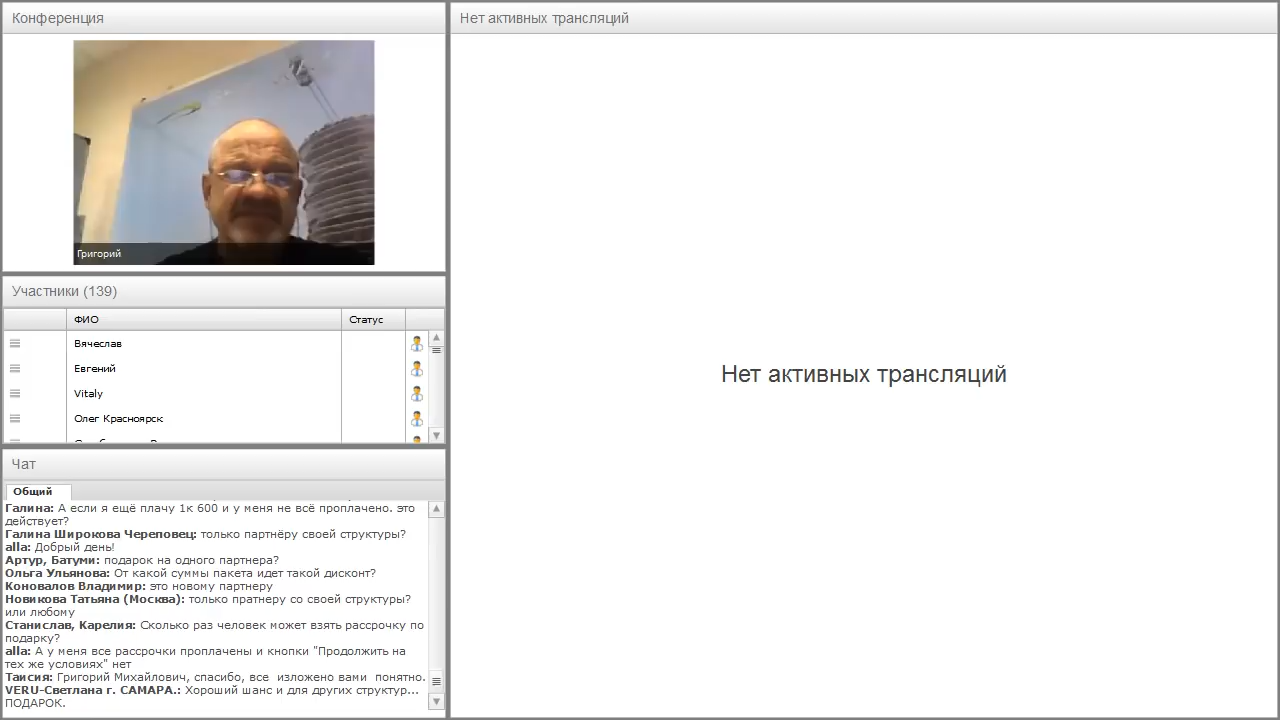 Конференция
Григорий
Участники (139)
ФИО Статус
Вячеслав
Евгений
Vitaly
Олег Красноярск
Чат
Общий
Галина: А если я ещё плачу 1к 600 и у меня не всё проплачено. это
действует?
Галина Широкова Череповец: только партнёру своей структуры?
alla: Добрый день!
Артур, Батуми: подарок на одного партнера?
Ольга Ульянова: От какой суммы пакета идет такой дисконт?
Коновалов Владимир: это новому партнеру
Новикова Татьяна (Москва): только пратнеру со своей структуры?
или любому
Станислав, Карелия: Сколько раз человек может взять рассрочку по
подарку?
alla: А у меня все рассрочки проплачены и кнопки "Продолжить на
тех же условиях" нет
Таисия: Григорий Михайлович, спасибо, все изложено вами понятно.
VERU-Светлана г. САМАРА.: Хороший шанс и для других структур...
ПОДАРОК.
Нет активных трансляций
Нет активных трансляций